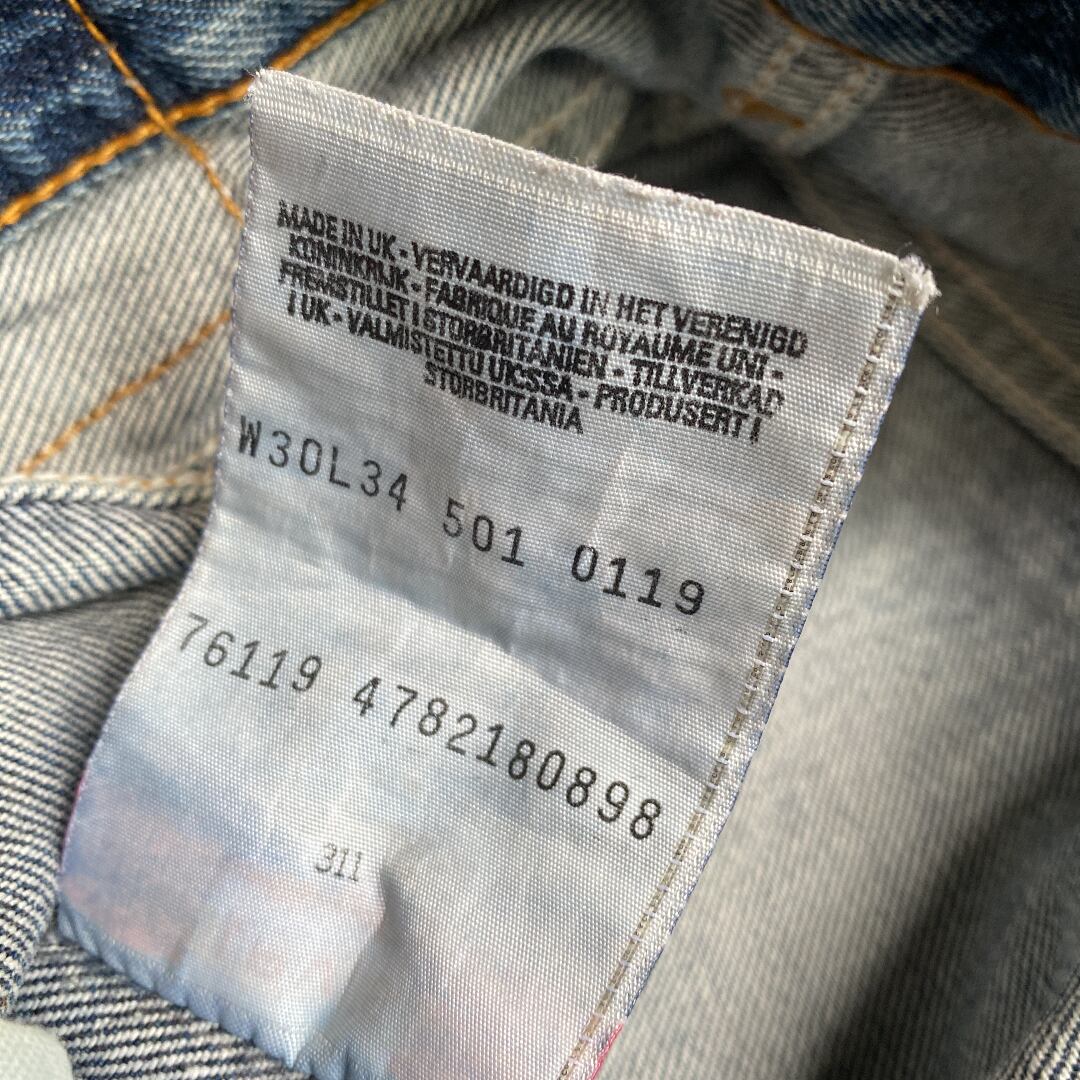 MADE IN UK - VERVAARDIGD IN HET VERENIGD
KONINKRIJK - FABRIQUE AU ROYAUME UNI -
FREMSTILLET I STORBRITANIEN - TILLVERKAD
I UK - VALMISTETTU UKSSA - PRODUSERT I
STORBRITANIA
W30L34 501 0119
76119 4782180898
311